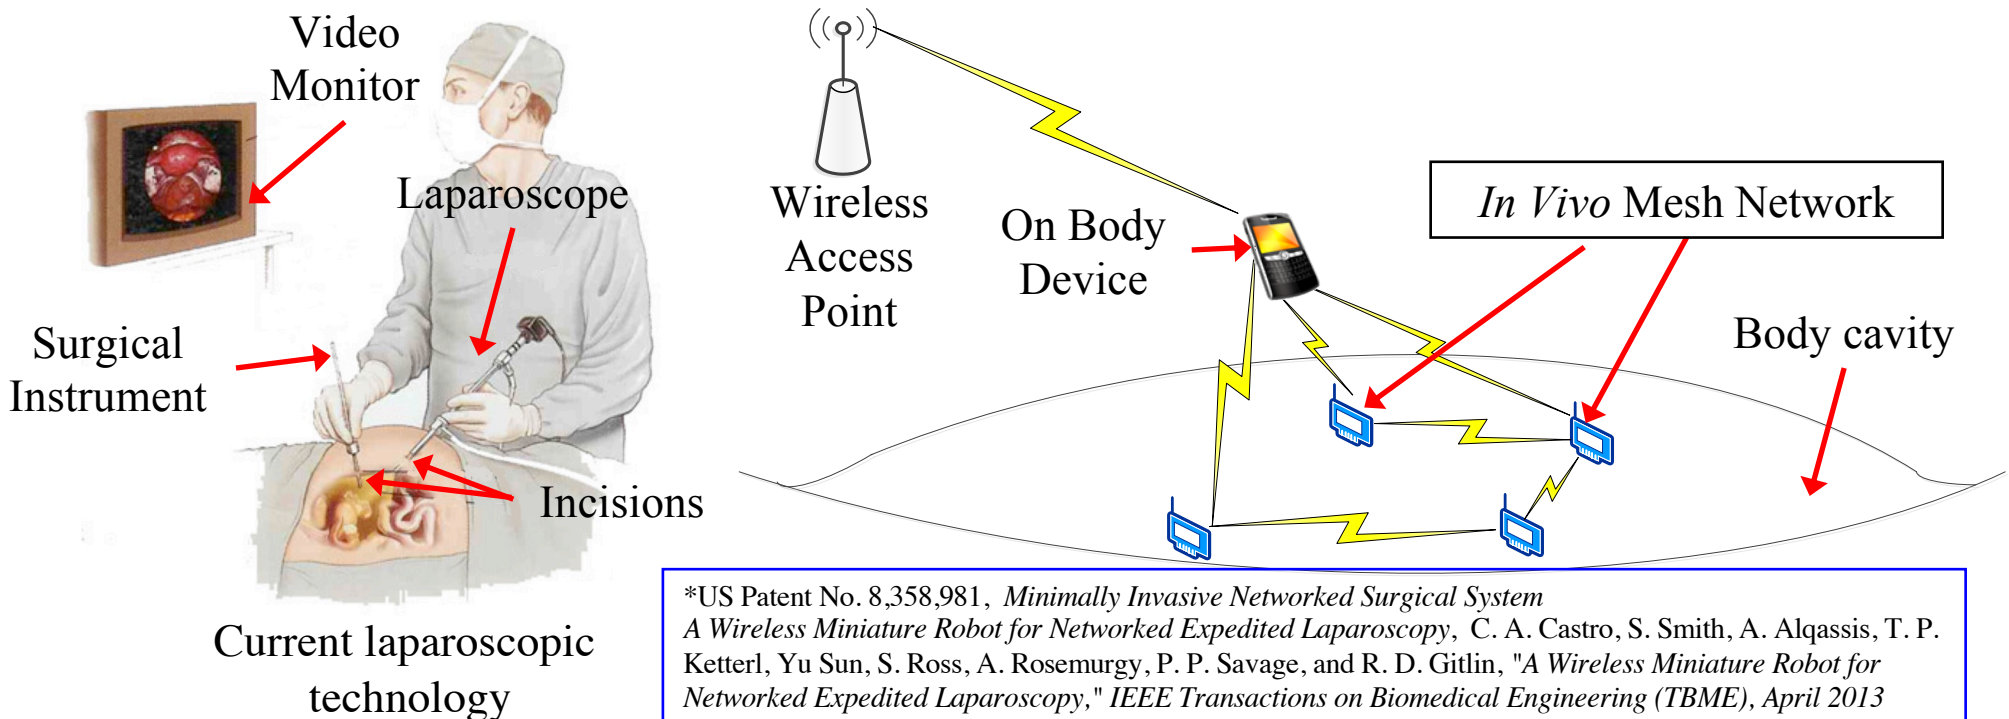 Video
Monitor
Laparoscope
Surgical
Instrument
Incisions
Current laparoscopic
technology
Wireless
Access
Point
On Body
Device
In Vivo Mesh Network
Body cavity
*US Patent No. 8,358,981, Minimally Invasive Networked Surgical System
A Wireless Miniature Robot for Networked Expedited Laparoscopy, C. A. Castro, S. Smith, A. Alqassis, T. P.
Ketterl, Yu Sun, S. Ross, A. Rosemurgy, P. P. Savage, and R. D. Gitlin, "A Wireless Miniature Robot for
Networked Expedited Laparoscopy," IEEE Transactions on Biomedical Engineering (TBME), April 2013